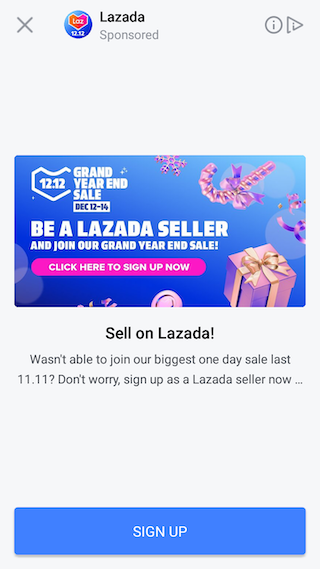 Lazada
Sponsored
Laz
12.12
12.12
GRAND
YEAR END
SALE
DEC 12-14
BE A LAZADA SELLER
AND JOIN OUR GRAND YEAR END SALE!
CLICK HERE TO SIGN UP NOW
Sell on Lazada!
Wasn't able to join our biggest one day sale last
11.11? Don't worry, sign up as a Lazada seller now ...
SIGN UP